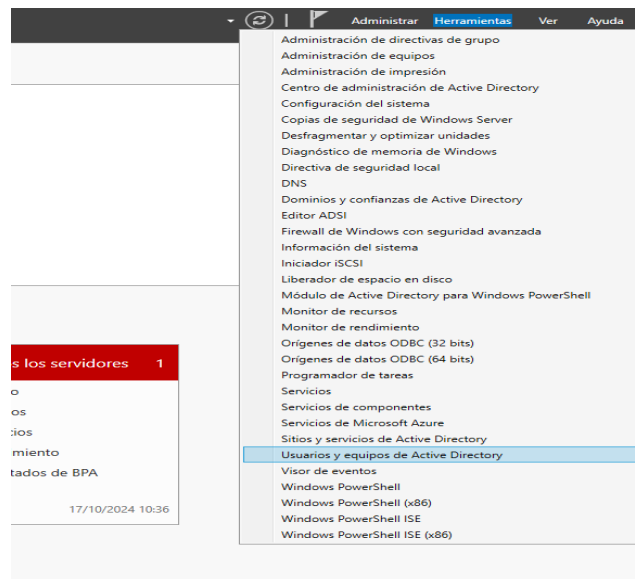 Administrar Herramientas Ver Ayuda
Administración de directivas de grupo
Administración de equipos
Administración de impresión
Centro de administración de Active Directory
Configuración del sistema
Copias de seguridad de Windows Server
Desfragmentar y optimizar unidades
Diagnóstico de memoria de Windows
Directiva de seguridad local
DNS
Dominios y confianzas de Active Directory
Editor ADSI
Firewall de Windows con seguridad avanzada
Información del sistema
Iniciador iSCSI
Liberador de espacio en disco
Módulo de Active Directory para Windows PowerShell
Monitor de recursos
Monitor de rendimiento
Orígenes de datos ODBC (32 bits)
Orígenes de datos ODBC (64 bits)
Programador de tareas
Servicios
Servicios de componentes
Servicios de Microsoft Azure
Sitios y servicios de Active Directory
Usuarios y equipos de Active Directory
Visor de eventos
Windows PowerShell
Windows PowerShell (x86)
Windows PowerShell ISE
Windows PowerShell ISE (x86)
s los servidores 1
o
os
cios
miento
tados de BPA
17/10/2024 10:36